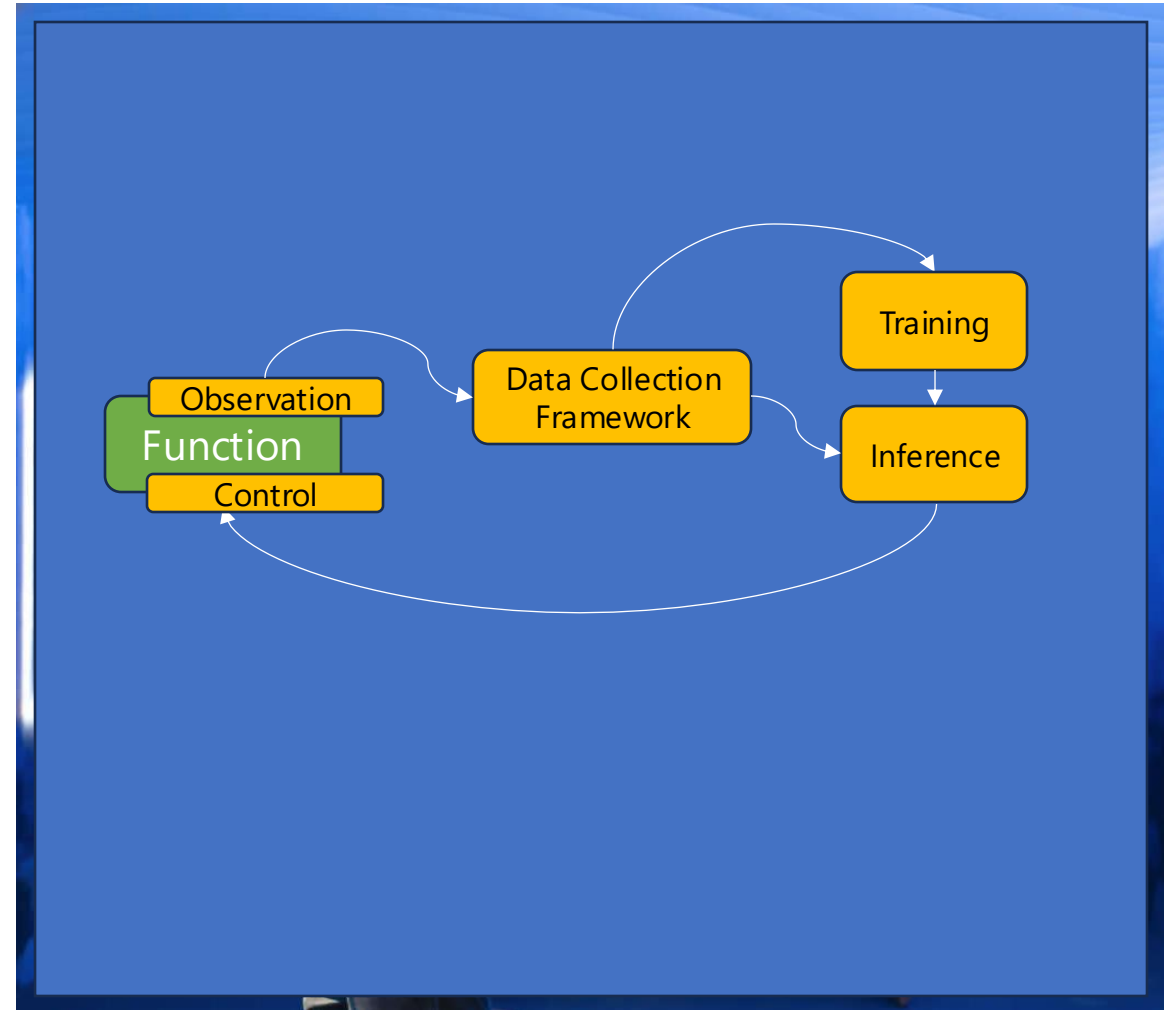 Training
Data Collection
Framework
Observation
Function
Inference
Control